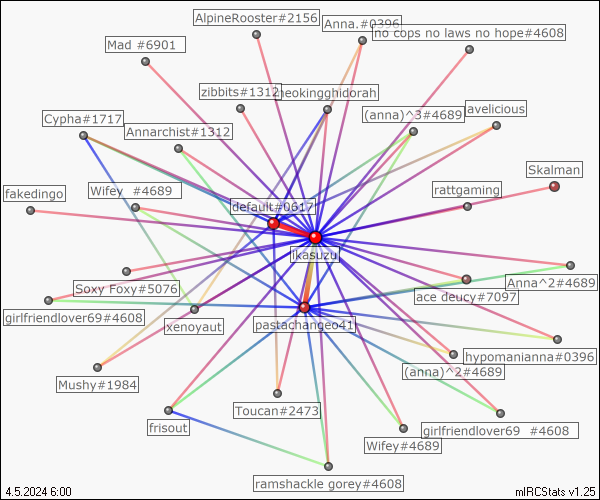 AlpineRooster#2156
Anna.#0396
no cops no laws no hope#4608
Mad #6901
zibbits#1312
neokingghidorah
Cypha#1717
Annarchist#1312
(anna)^3#4689
avelicious
Skalman
fakedingo
Wifey  #4689
default#0617
rattgaming
ikasuzu
Soxy Foxy#5076
Anna^2#4689
ace deucy#7097
girlfriendlover69#4608
xenoyaut
pastachangeo41
hypomanianna#0396
(anna)^2#4689
Mushy#1984
Toucan#2473
frisout
girlfriendlover69  #4608
Wifey#4689
ramshackle gorey#4608
4.5.2024 6:00
mIRCStats v1.25